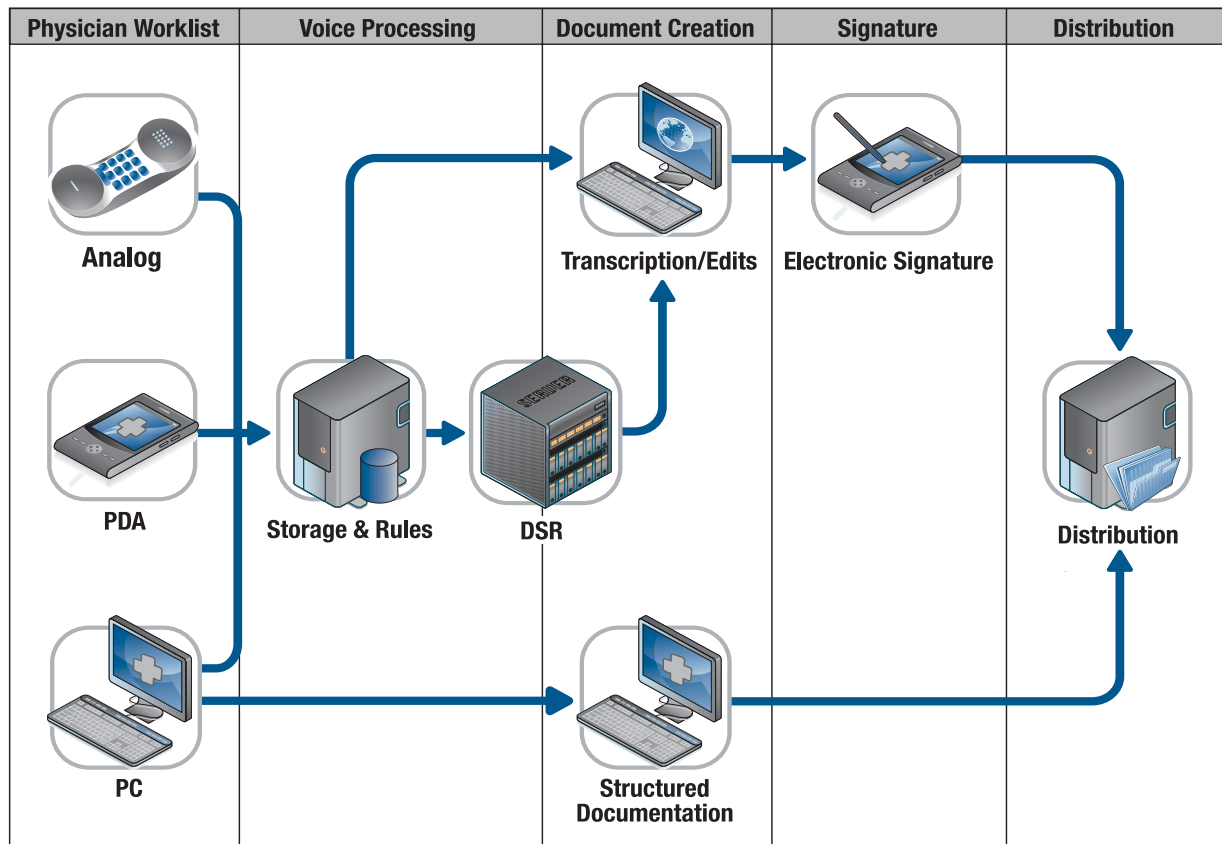 Physician Worklist
Voice Processing
Document Creation
Signature
Distribution
Analog
Transcription/Edits
Electronic Signature
SERVER
PDA
Storage & Rules
DSR
Distribution
PC
Structured
Documentation